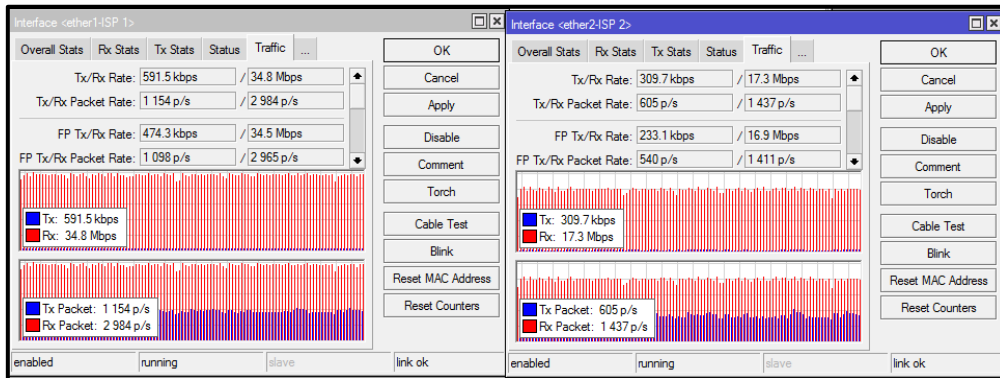 Interface <ether1-ISP 1>
Overall Stats Rx Stats Tx Stats Status Traffic ...
Tx/Rx Rate: 591.5 kbps / 34.8 Mbps
Tx/Rx Packet Rate: 1 154 p/s / 2 984 p/s
FP Tx/Rx Rate: 474.3 kbps / 34.5 Mbps
FP Tx/Rx Packet Rate: 1 098 p/s / 2 965 p/s
Tx: 591.5 kbps
Rx: 34.8 Mbps
Tx Packet: 1 154 p/s
Rx Packet: 2 984 p/s
OK
Cancel
Apply
Disable
Comment
Torch
Cable Test
Blink
Reset MAC Address
Reset Counters
enabled running slave link ok
Interface <ether2-ISP 2>
Overall Stats Rx Stats Tx Stats Status Traffic ...
Tx/Rx Rate: 309.7 kbps / 17.3 Mbps
Tx/Rx Packet Rate: 605 p/s / 1 437 p/s
FP Tx/Rx Rate: 233.1 kbps / 16.9 Mbps
FP Tx/Rx Packet Rate: 540 p/s / 1 411 p/s
Tx: 309.7 kbps
Rx: 17.3 Mbps
Tx Packet: 605 p/s
Rx Packet: 1 437 p/s
OK
Cancel
Apply
Disable
Comment
Torch
Cable Test
Blink
Reset MAC Address
Reset Counters
enabled running slave link ok